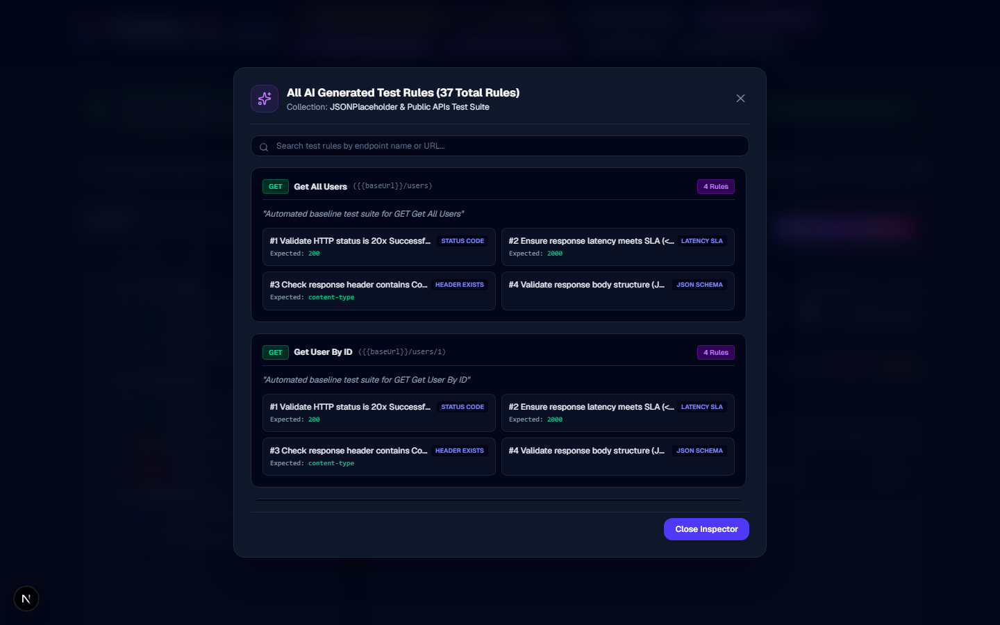 All AI Generated Test Rules (37 Total Rules)
Collection: JSONPlaceholder & Public APIs Test Suite
Search test rules by endpoint name or URL...
GET Get All Users ({{baseUrl}}/users) 4 Rules
"Automated baseline test suite for GET Get All Users"
#1 Validate HTTP status is 20x Successf... STATUS CODE
Expected: 200
#2 Ensure response latency meets SLA (<... LATENCY SLA
Expected: 2000
#3 Check response header contains Co... HEADER EXISTS
Expected: content-type
#4 Validate response body structure (J... JSON SCHEMA
GET Get User By ID ({{baseUrl}}/users/1) 4 Rules
"Automated baseline test suite for GET Get User By ID"
#1 Validate HTTP status is 20x Successf... STATUS CODE
Expected: 200
#2 Ensure response latency meets SLA (<... LATENCY SLA
Expected: 2000
#3 Check response header contains Co... HEADER EXISTS
Expected: content-type
#4 Validate response body structure (J... JSON SCHEMA
Close Inspector
N